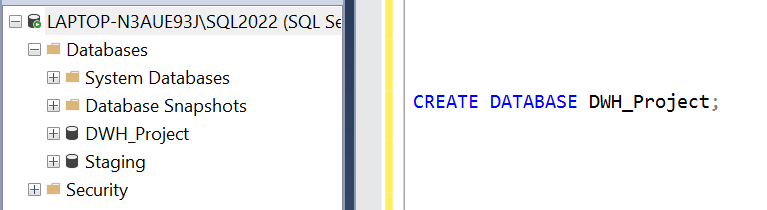 LAPTOP-N3AUE93J\SQL2022 (SQL Se
Databases
System Databases
Database Snapshots
DWH_Project
Staging
Security
CREATE DATABASE DWH_Project;